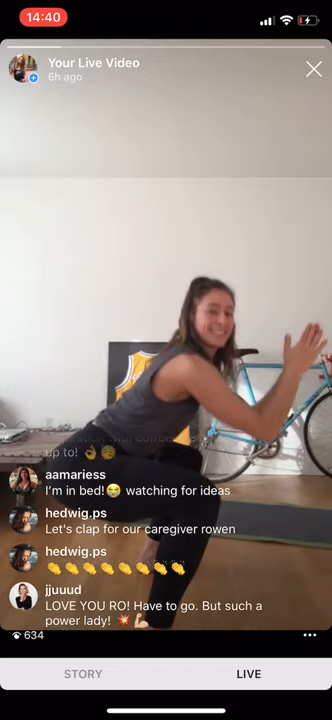 14:40
Your Live Video
6h ago
up to! 👌😌
aamariess
I'm in bed!😭 watching for ideas
hedwig.ps
Let's clap for our caregiver rowen
hedwig.ps
👏👏👏👏👏👏👏👏
jjuuud
LOVE YOU RO! Have to go. But such a
power lady! 💥💪🏻
634
STORY
LIVE